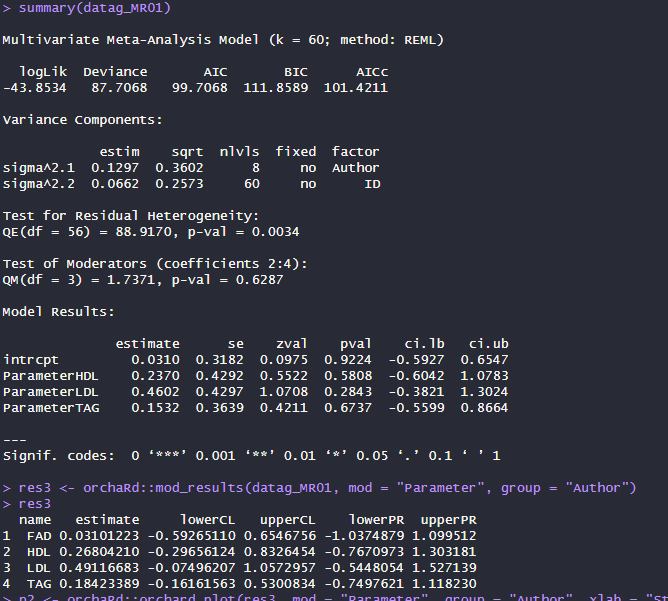 > summary(datag_MR01)
Multivariate Meta-Analysis Model (k = 60; method: REML)
logLik Deviance AIC BIC AICc
-43.8534 87.7068 99.7068 111.8589 101.4211
Variance Components:
estim sqrt nlvls fixed factor
sigma^2.1 0.1297 0.3602 8 no Author
sigma^2.2 0.0662 0.2573 60 no ID
Test for Residual Heterogeneity:
QE(df = 56) = 88.9170, p-val = 0.0034
Test of Moderators (coefficients 2:4):
QM(df = 3) = 1.7371, p-val = 0.6287
Model Results:
estimate se zval pval ci.lb ci.ub
intrcpt 0.0310 0.3182 0.0975 0.9224 -0.5927 0.6547
ParameterHDL 0.2370 0.4292 0.5522 0.5808 -0.6042 1.0783
ParameterLDL 0.4602 0.4297 1.0708 0.2843 -0.3821 1.3024
ParameterTAG 0.1532 0.3639 0.4211 0.6737 -0.5599 0.8664
---
Signif. codes: 0 ‘***’ 0.001 ‘**’ 0.01 ‘*’ 0.05 ‘.’ 0.1 ‘ ’ 1
> res3 <- orchaRd::mod_results(datag_MR01, mod = "Parameter", group = "Author")
> res3
name estimate lowerCL upperCL lowerPR upperPR
1 FAD 0.03101223 -0.59265110 0.6546756 -1.0374879 1.099512
2 HDL 0.26804210 -0.29656124 0.8326454 -0.7670973 1.303181
3 LDL 0.49116683 -0.07496207 1.0572957 -0.5448054 1.527139
4 TAG 0.18423389 -0.16161563 0.5300834 -0.7497621 1.118230
> p2 <- orchaRd::orchard_plot(res3, mod = "Parameter", group = "Author", xlab = "St